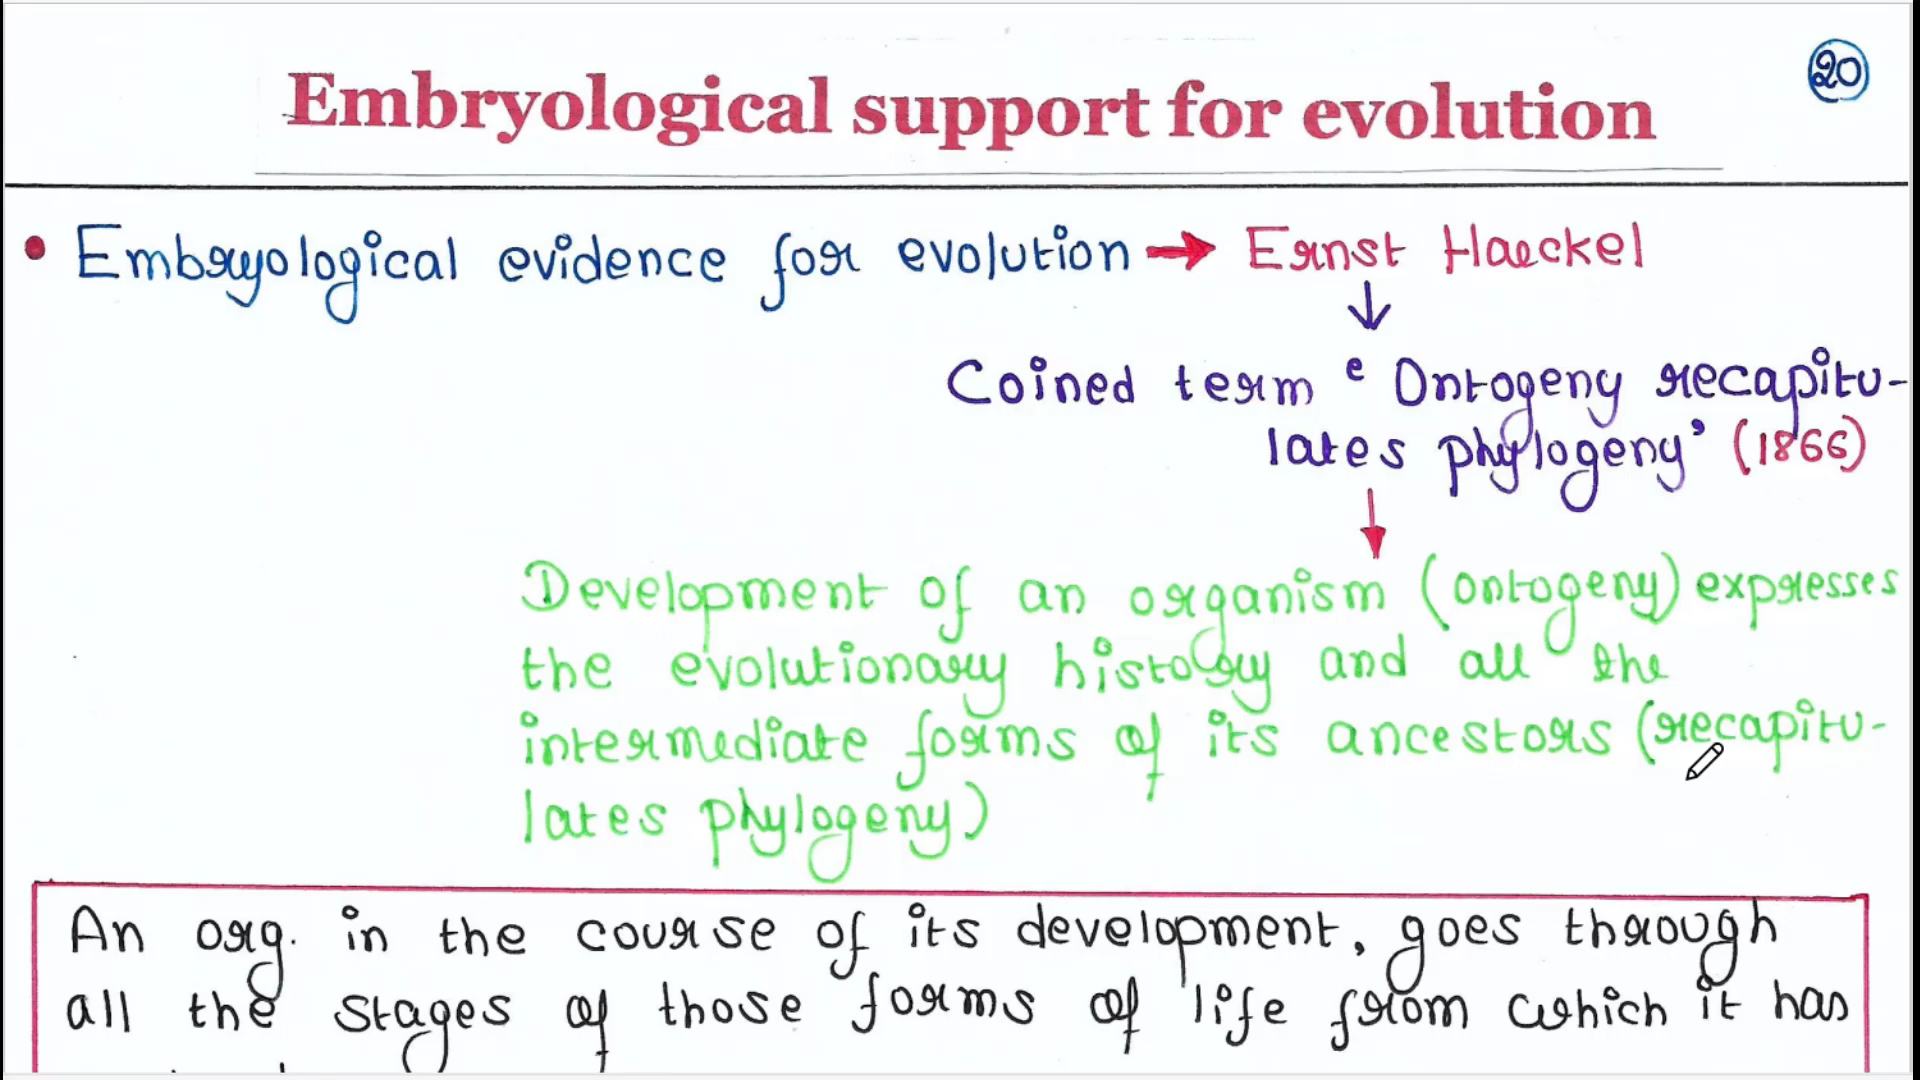 20
Embryological support for evolution
• Embryological evidence for evolution → Ernst Haeckel
↓
Coined term ‘Ontogeny recapitu-
lates phylogeny’ (1866)
↓
Development of an organism (ontogeny) expresses
the evolutionary history and all the
intermediate forms of its ancestors (recapitu-
lates phylogeny)
An org. in the course of its development, goes through
all the stages of those forms of life from which it has